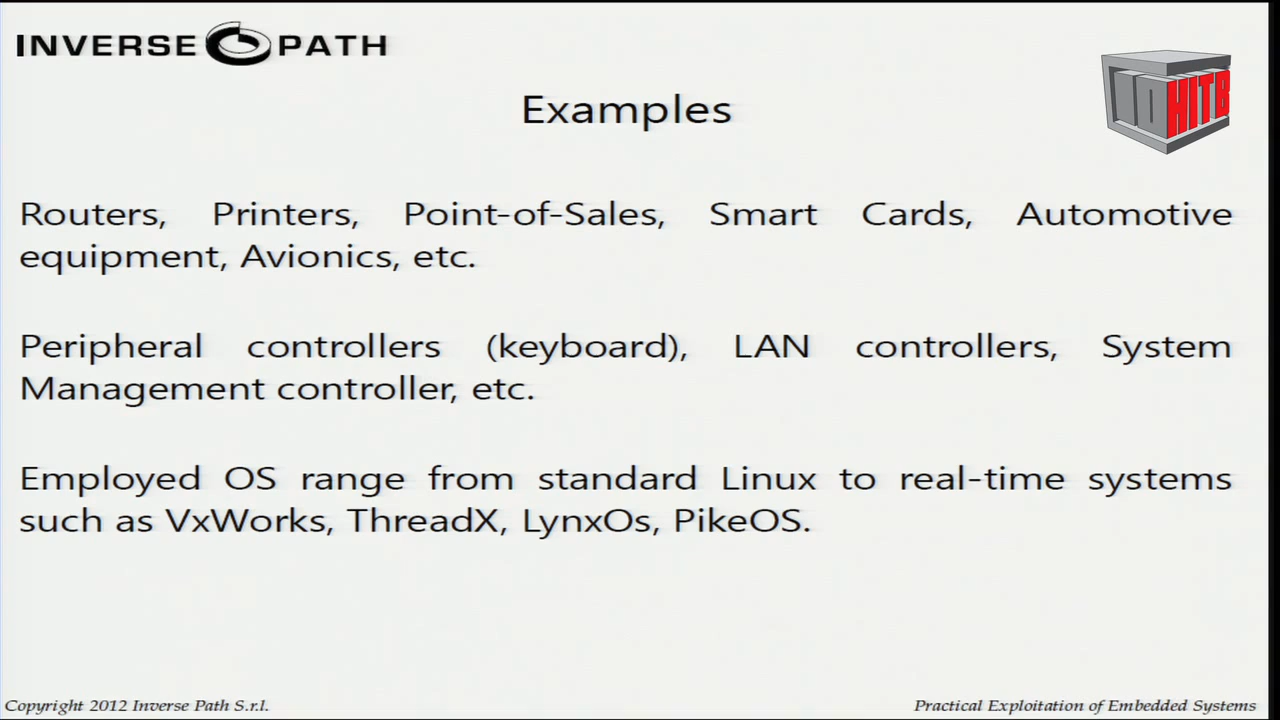 INVERSE PATH
10 HITB
Examples
Routers, Printers, Point-of-Sales, Smart Cards, Automotive
equipment, Avionics, etc.
Peripheral controllers (keyboard), LAN controllers, System
Management controller, etc.
Employed OS range from standard Linux to real-time systems
such as VxWorks, ThreadX, LynxOs, PikeOS.
Copyright 2012 Inverse Path S.r.l.
Practical Exploitation of Embedded Systems